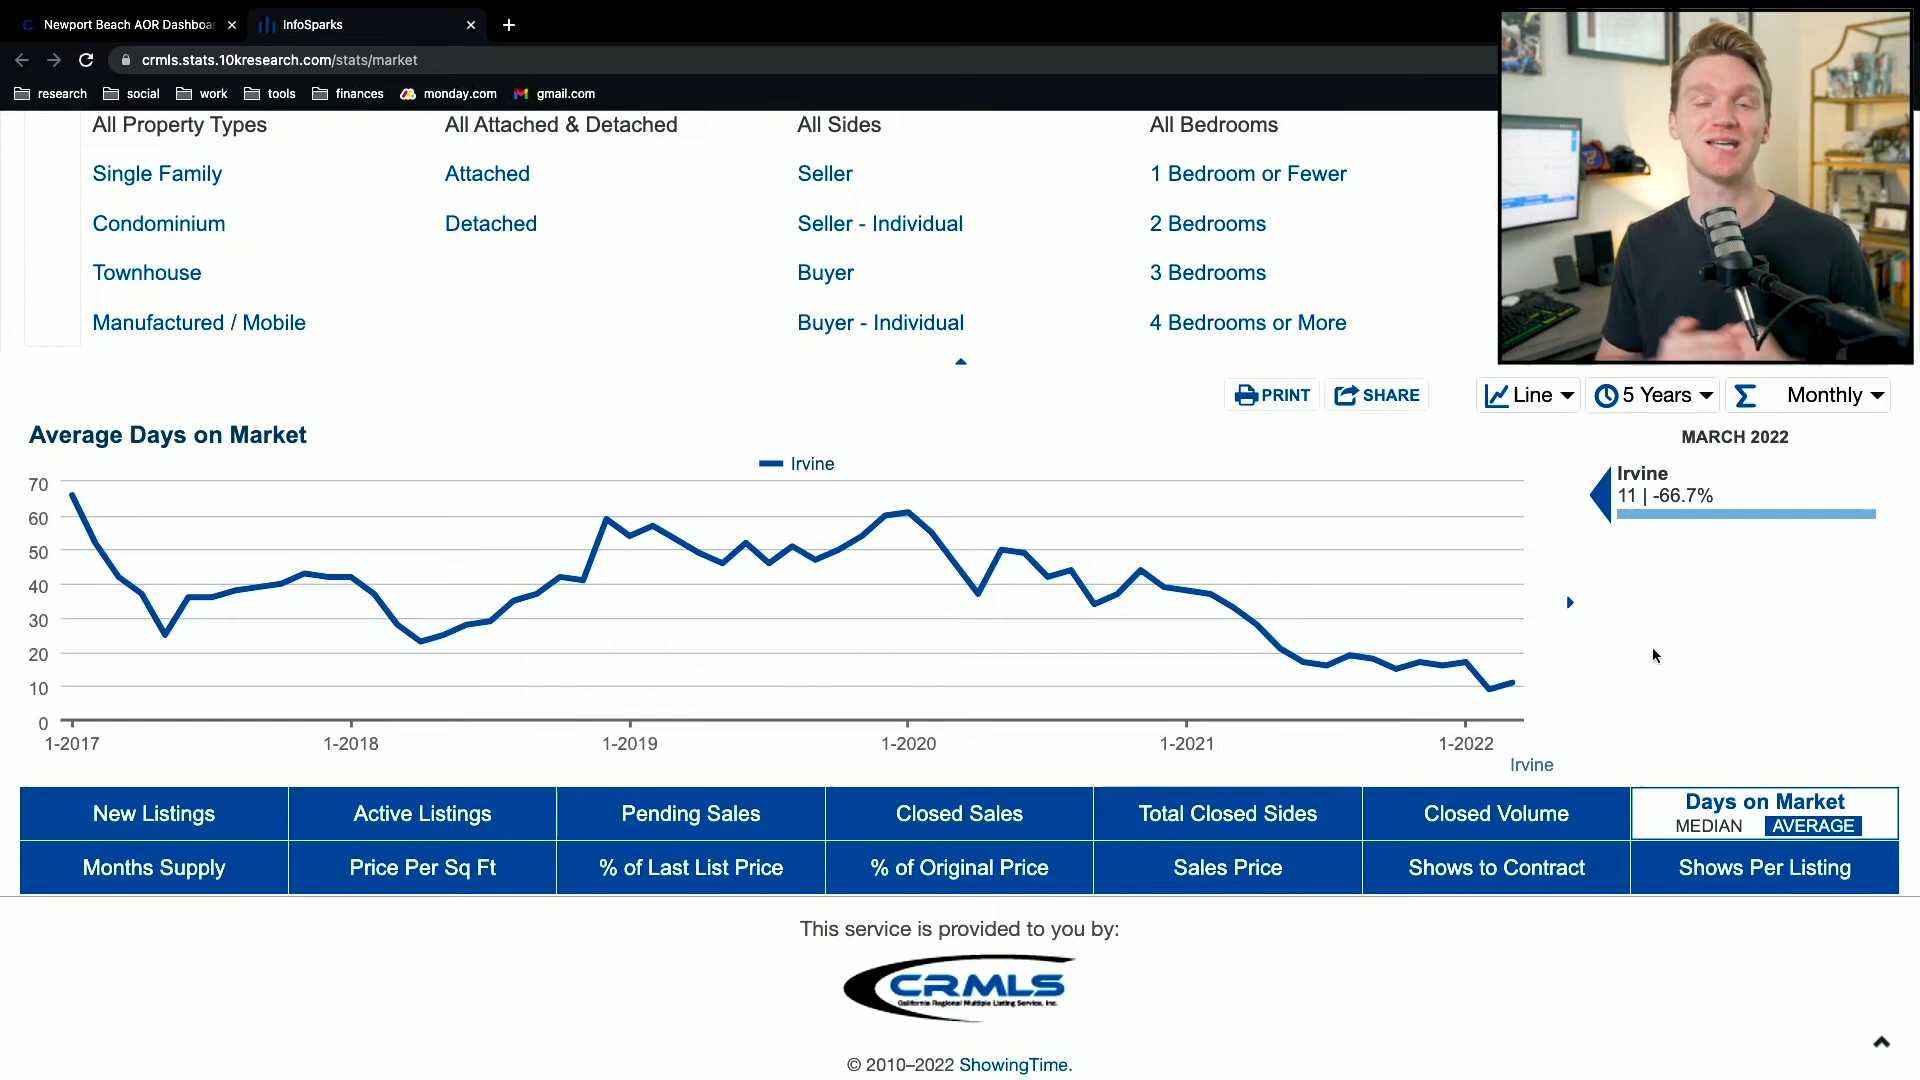 Newport Beach AOR Dashboar
InfoSparks
crmls.stats.10kresearch.com/stats/market
research social work tools finances monday.com gmail.com
All Property Types All Attached & Detached All Sides All Bedrooms
Single Family Attached Seller 1 Bedroom or Fewer
Condominium Detached Seller - Individual 2 Bedrooms
Townhouse Buyer 3 Bedrooms
Manufactured / Mobile Buyer - Individual 4 Bedrooms or More
PRINT SHARE Line 5 Years Monthly
Average Days on Market
MARCH 2022
Irvine
Irvine
11 | -66.7%
70
60
50
40
30
20
10
0
1-2017 1-2018 1-2019 1-2020 1-2021 1-2022
Irvine
New Listings Active Listings Pending Sales Closed Sales Total Closed Sides Closed Volume Days on Market
MEDIAN AVERAGE
Months Supply Price Per Sq Ft % of Last List Price % of Original Price Sales Price Shows to Contract Shows Per Listing
This service is provided to you by:
CRMLS
California Regional Multiple Listing Service, Inc.
© 2010–2022 ShowingTime.